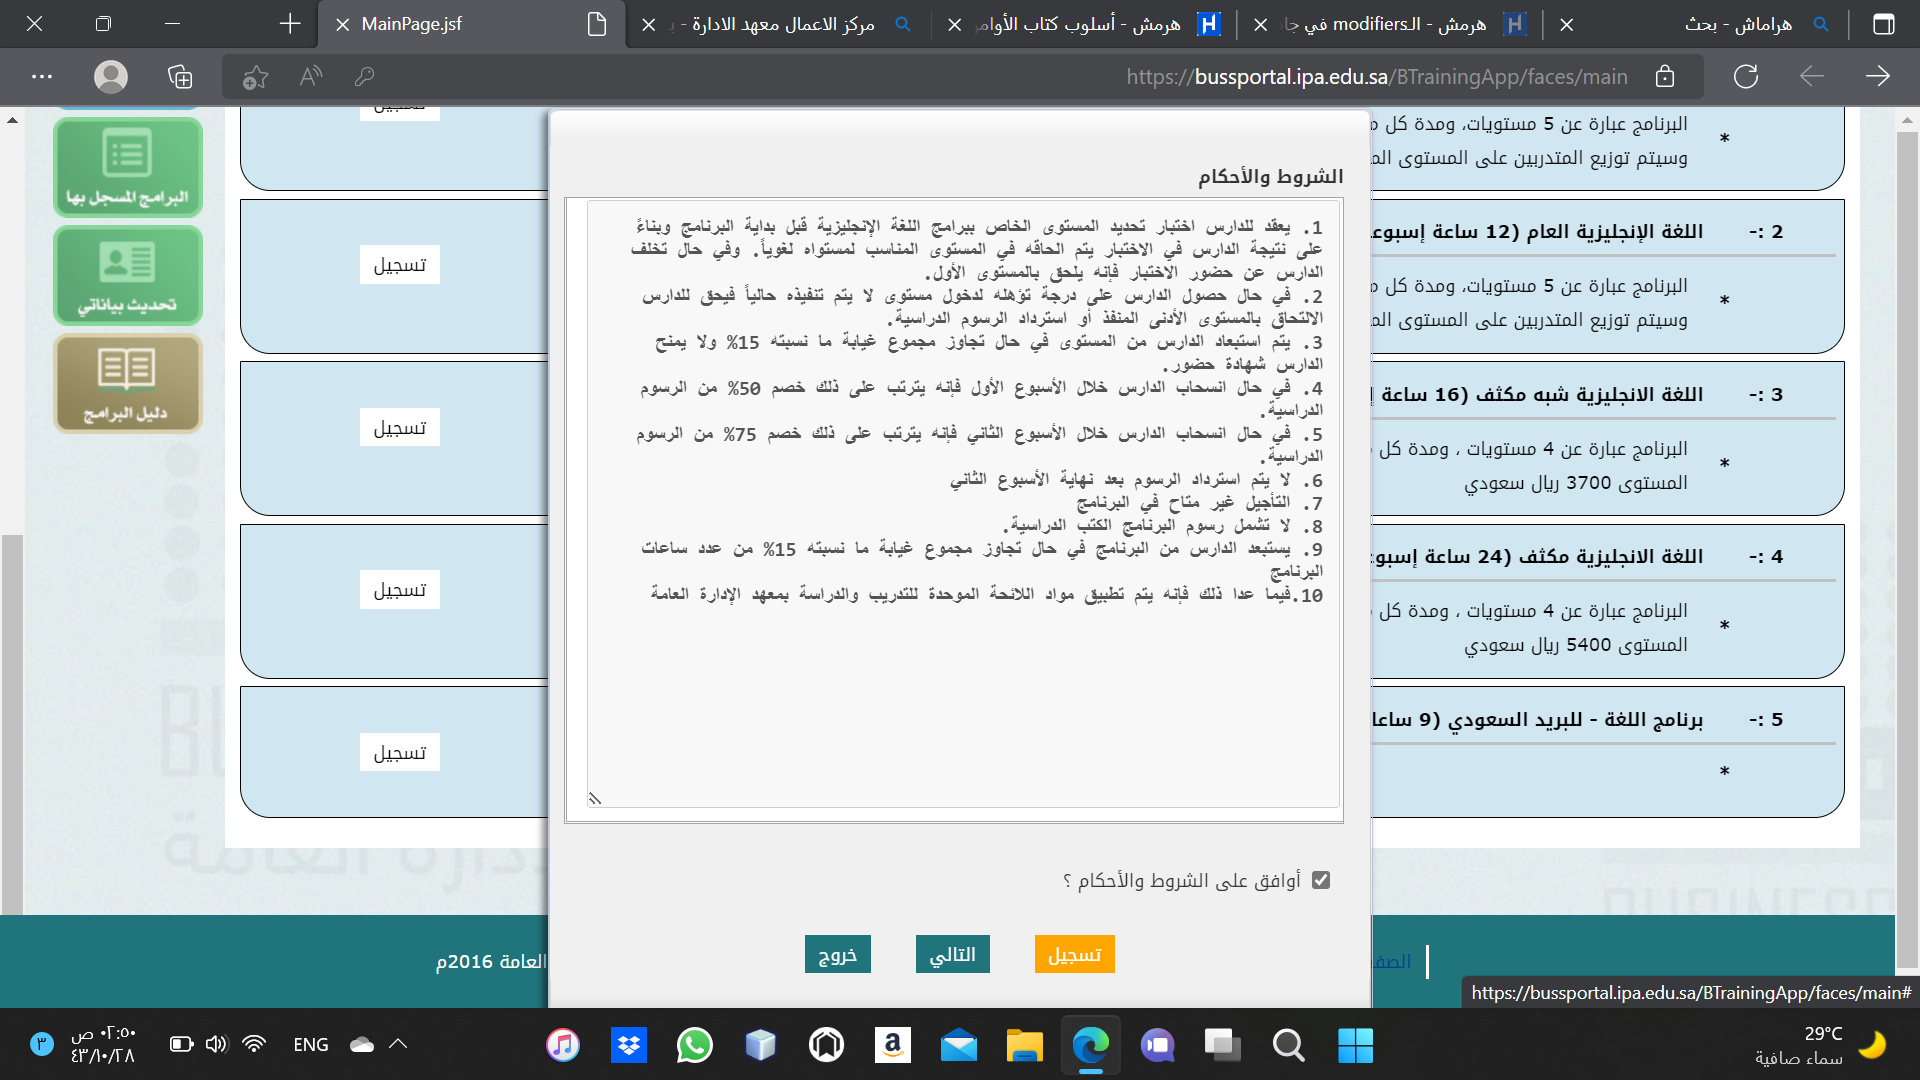 هراماش - بحث
هرمش - الـmodifiers في جا
هرمش - أسلوب كتاب الأوامر
مركز الاعمال معهد الادارة -
MainPage.jsf
https://bussportal.ipa.edu.sa/BTrainingApp/faces/main
البرامج المسجل بها
تحديث بياناتي
دليل البرامج
البرنامج عبارة عن 5 مستويات، ومدة كل
*
وسيتم توزيع المتدربين على المستوى
2 :- اللغة الإنجليزية العام (12 ساعة إسبوع
تسجيل
البرنامج عبارة عن 5 مستويات، ومدة كل
*
وسيتم توزيع المتدربين على المستوى
3 :- اللغة الانجليزية شبه مكثف (16 ساعة
تسجيل
البرنامج عبارة عن 4 مستويات ، ومدة كل
*
المستوى 3700 ريال سعودي
4 :- اللغة الانجليزية مكثف (24 ساعة إسبوع
تسجيل
البرنامج عبارة عن 4 مستويات ، ومدة كل
*
المستوى 5400 ريال سعودي
5 :- برنامج اللغة - للبريد السعودي (9 ساعا
تسجيل
*
الشروط والأحكام
1. يعقد للدارس اختبار تحديد المستوى الخاص ببرامج اللغة الإنجليزية قبل بداية البرنامج وبناءً
على نتيجة الدارس في الاختبار يتم الحاقه في المستوى المناسب لمستواه لغوياً. وفي حال تخلف
الدارس عن حضور الاختبار فإنه يلحق بالمستوى الأول.
2. في حال حصول الدارس على درجة تؤهله لدخول مستوى لا يتم تنفيذه حالياً فيحق للدارس
الالتحاق بالمستوى الأدنى المنفذ أو استرداد الرسوم الدراسية.
3. يتم استبعاد الدارس من المستوى في حال تجاوز مجموع غيابة ما نسبته 15% ولا يمنح
الدارس شهادة حضور.
4. في حال انسحاب الدارس خلال الأسبوع الأول فإنه يترتب على ذلك خصم 50% من الرسوم
الدراسية.
5. في حال انسحاب الدارس خلال الأسبوع الثاني فإنه يترتب على ذلك خصم 75% من الرسوم
الدراسية.
6. لا يتم استرداد الرسوم بعد نهاية الأسبوع الثاني
7. التأجيل غير متاح في البرنامج
8. لا تشمل رسوم البرنامج الكتب الدراسية.
9. يستبعد الدارس من البرنامج في حال تجاوز مجموع غيابة ما نسبته 15% من عدد ساعات
البرنامج
10.فيما عدا ذلك فإنه يتم تطبيق مواد اللائحة الموحدة للتدريب والدراسة بمعهد الإدارة العامة
أوافق على الشروط والأحكام ؟
تسجيل
التالي
خروج
الصف
العامة 2016م
https://bussportal.ipa.edu.sa/BTrainingApp/faces/main#
29°C
سماء صافية
ENG
٠٢:٥٠ ص
٤٣/١٠/٢٨
٣